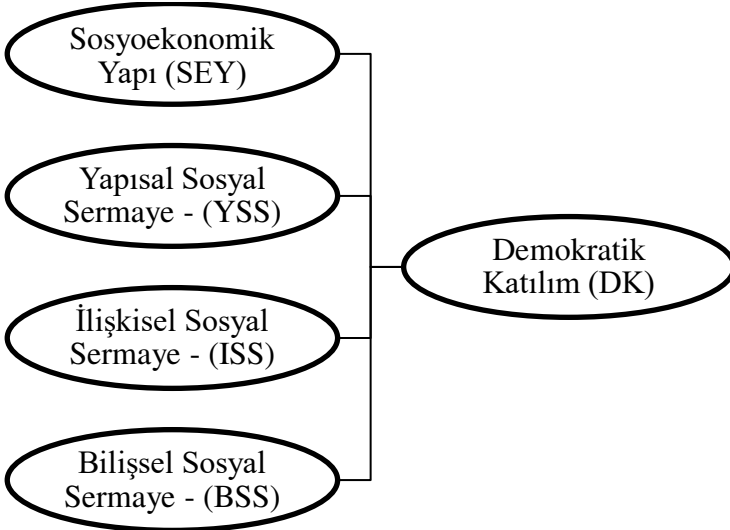 Sosyoekonomik
Yapı (SEY)
Yapısal Sosyal
Sermaye - (YSS)
İlişkisel Sosyal
Sermaye - (ISS)
Bilişsel Sosyal
Sermaye - (BSS)
Demokratik
Katılım (DK)